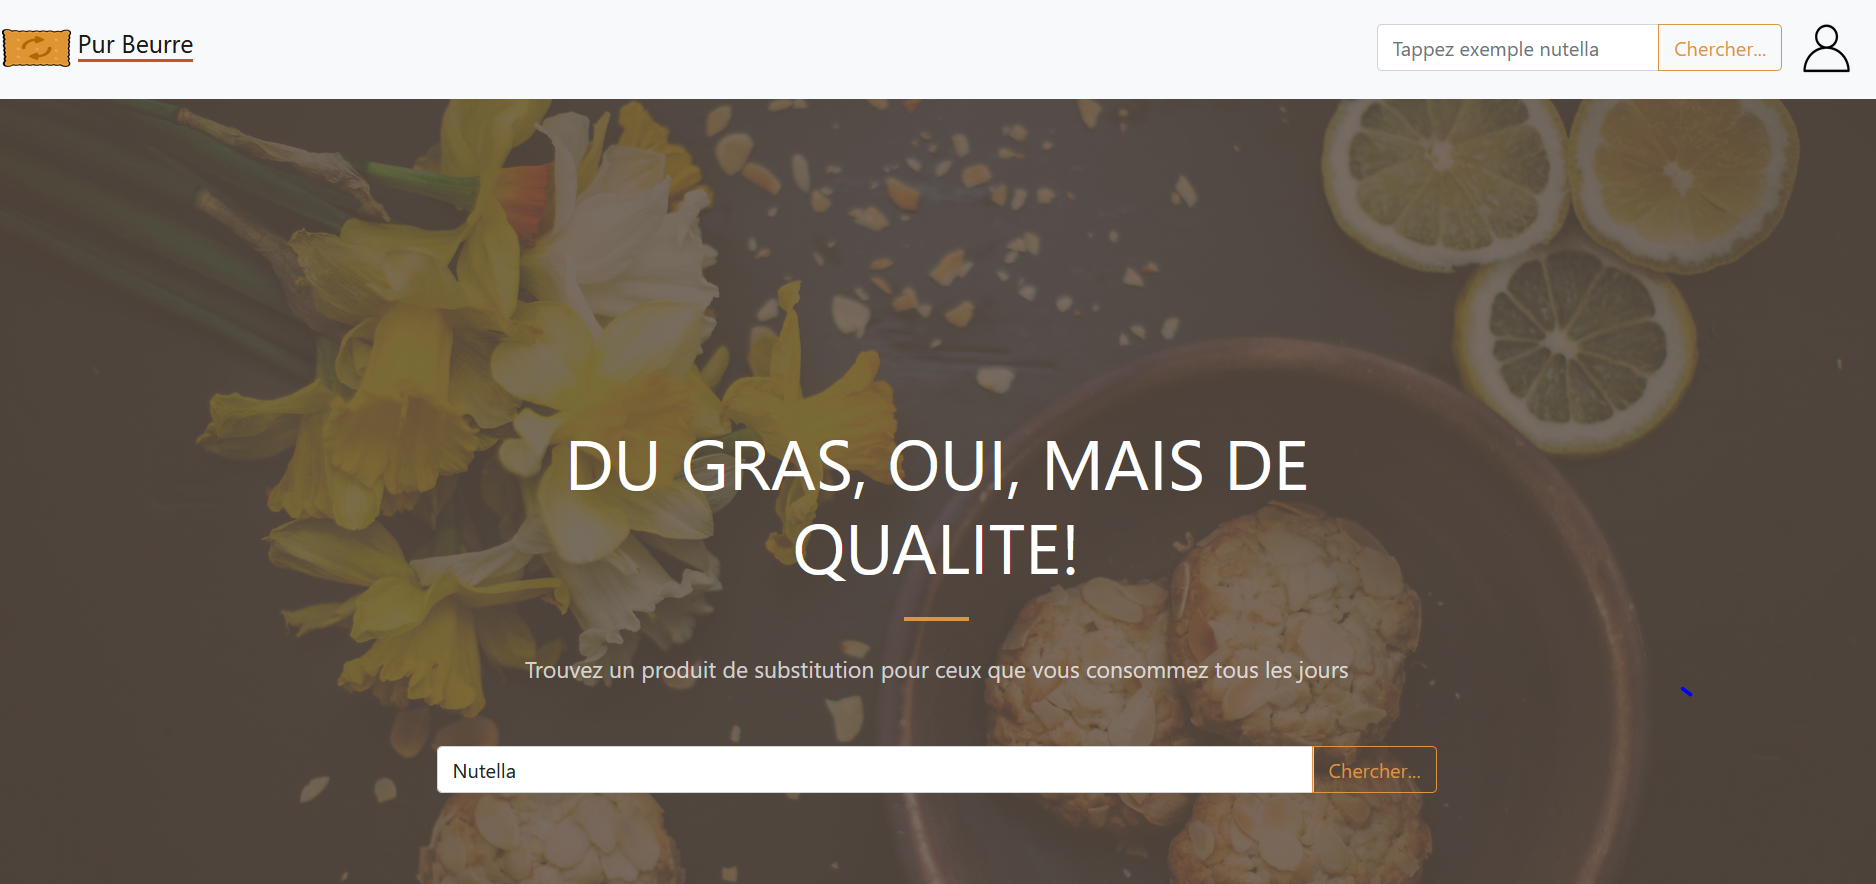 Pur Beurre
Tappez exemple nutella
Chercher...
DU GRAS, OUI, MAIS DE
QUALITE!
Trouvez un produit de substitution pour ceux que vous consommez tous les jours
Nutella
Chercher...